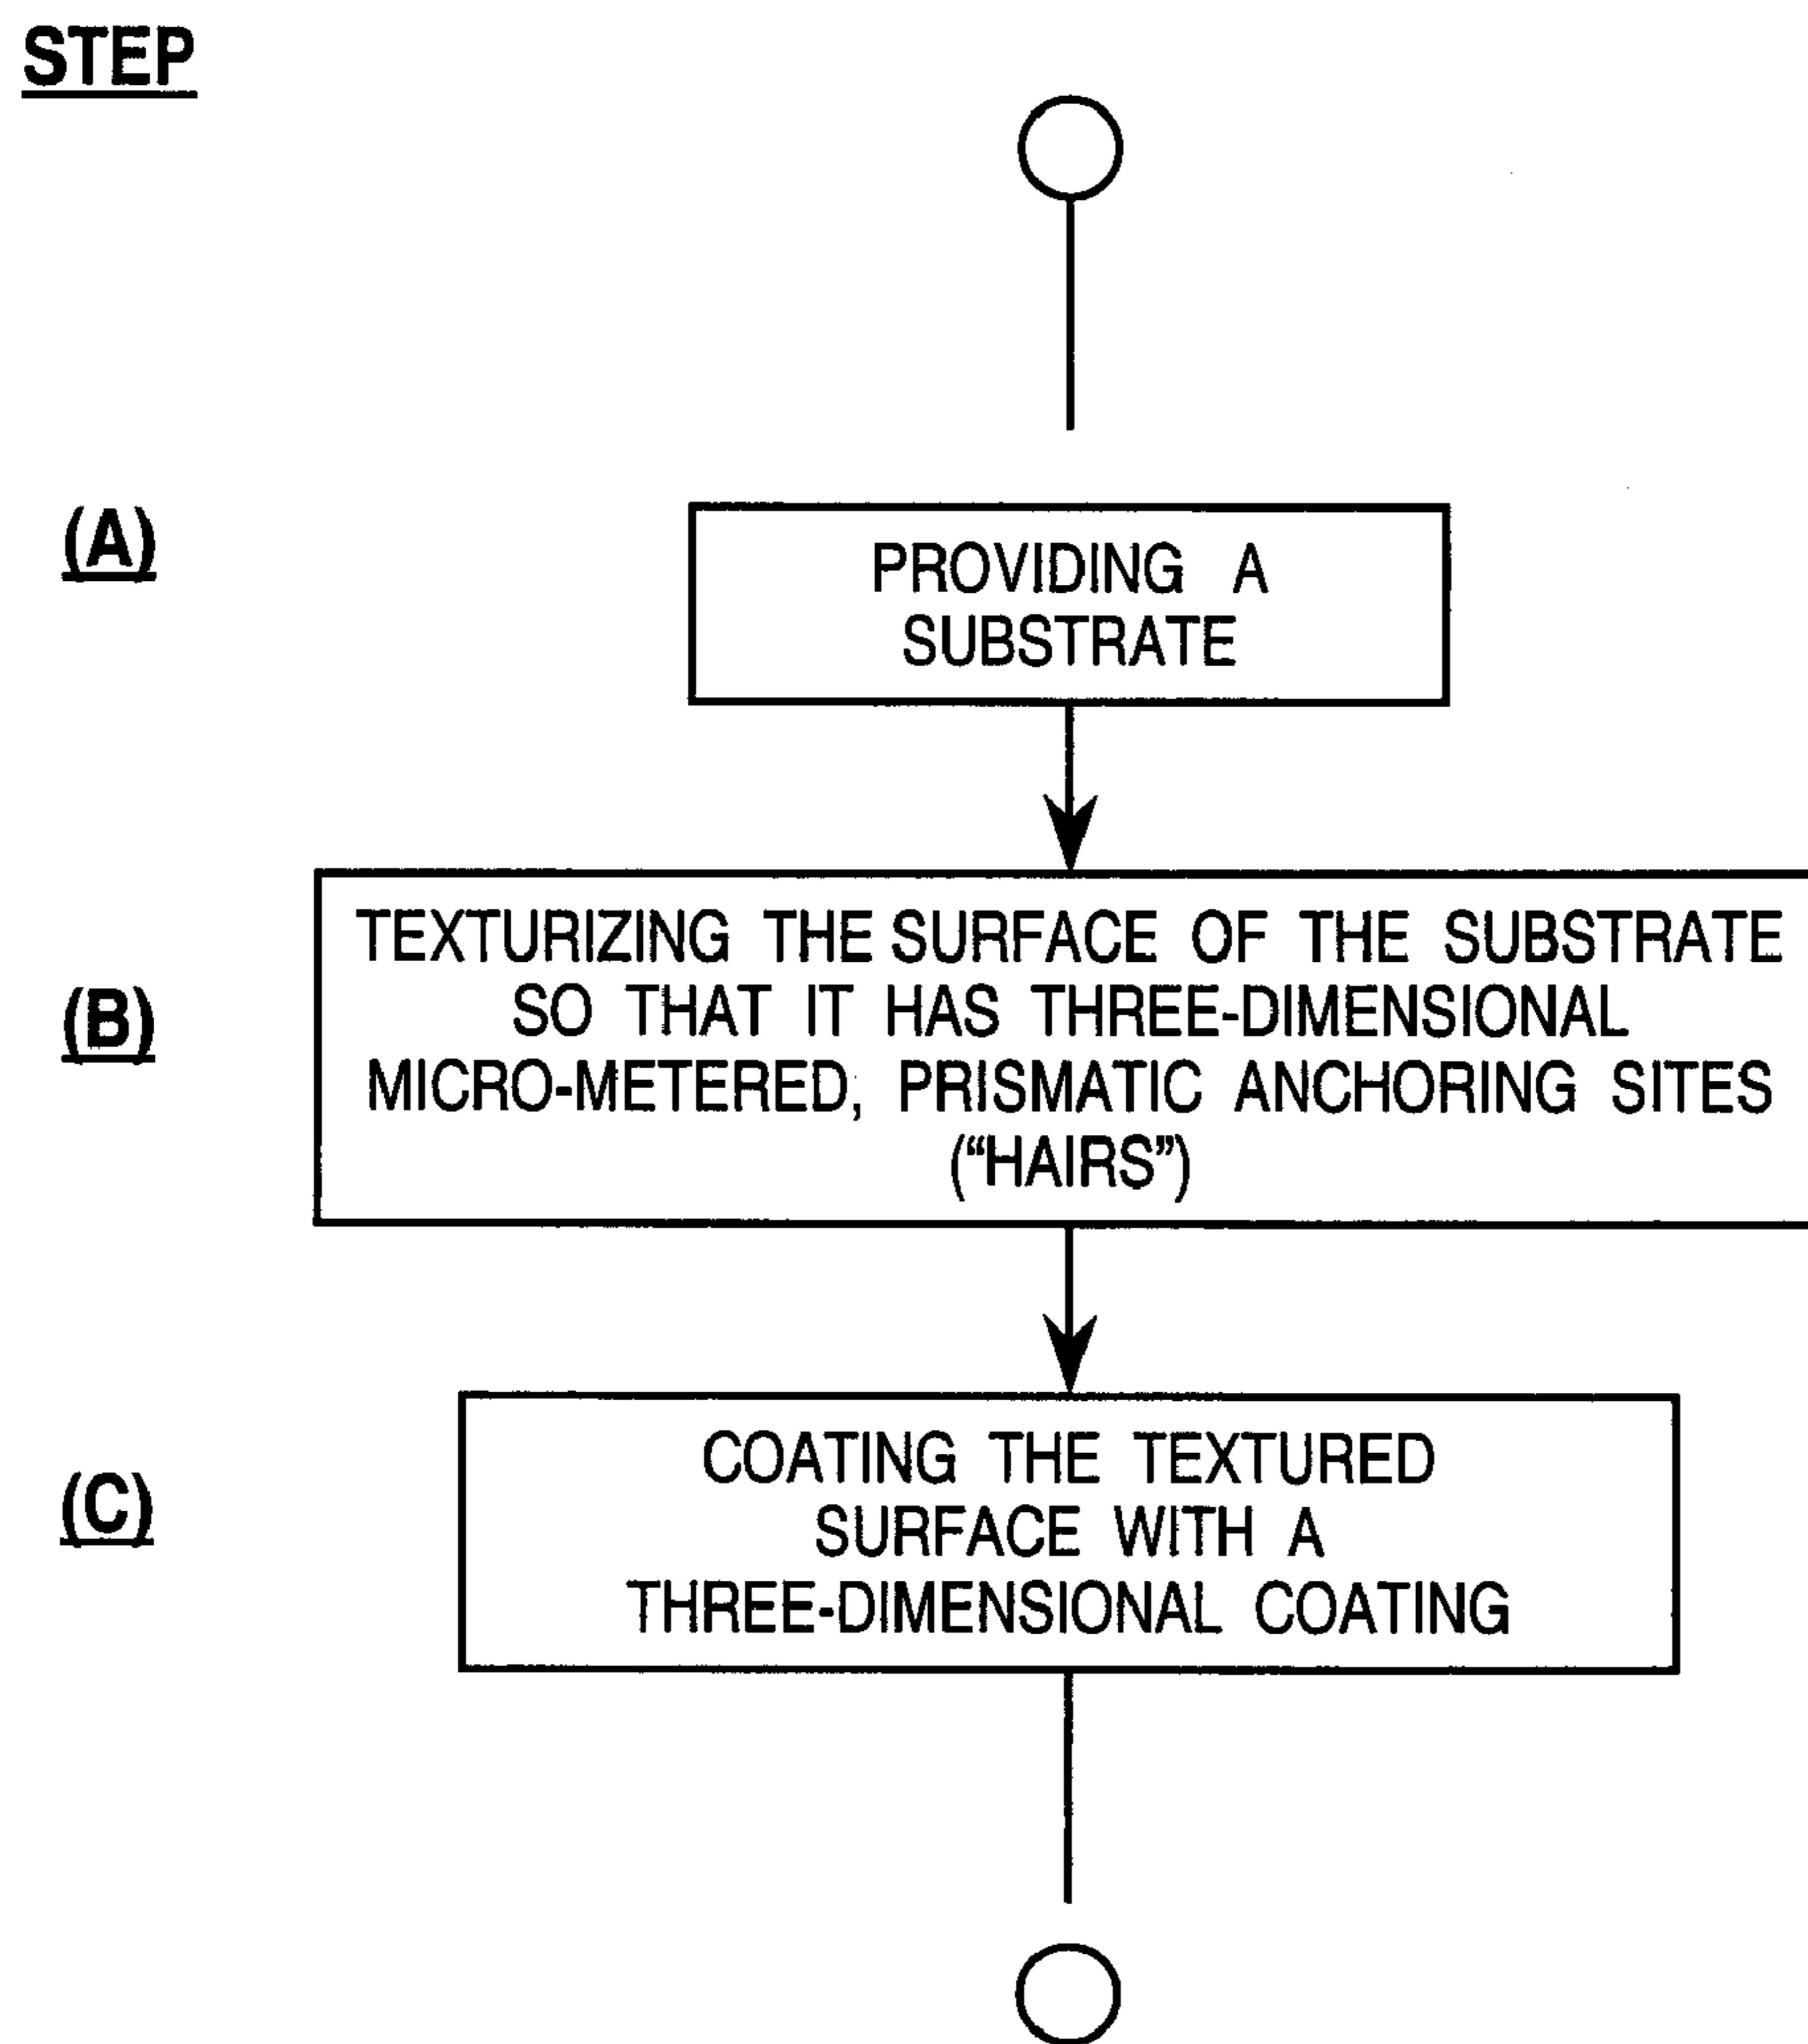 STEP
(A)
PROVIDING A
SUBSTRATE
(B)
TEXTURIZING THE SURFACE OF THE SUBSTRATE
SO THAT IT HAS THREE-DIMENSIONAL
MICRO-METERED, PRISMATIC ANCHORING SITES
(“HAIRS”)
(C)
COATING THE TEXTURED
SURFACE WITH A
THREE-DIMENSIONAL COATING